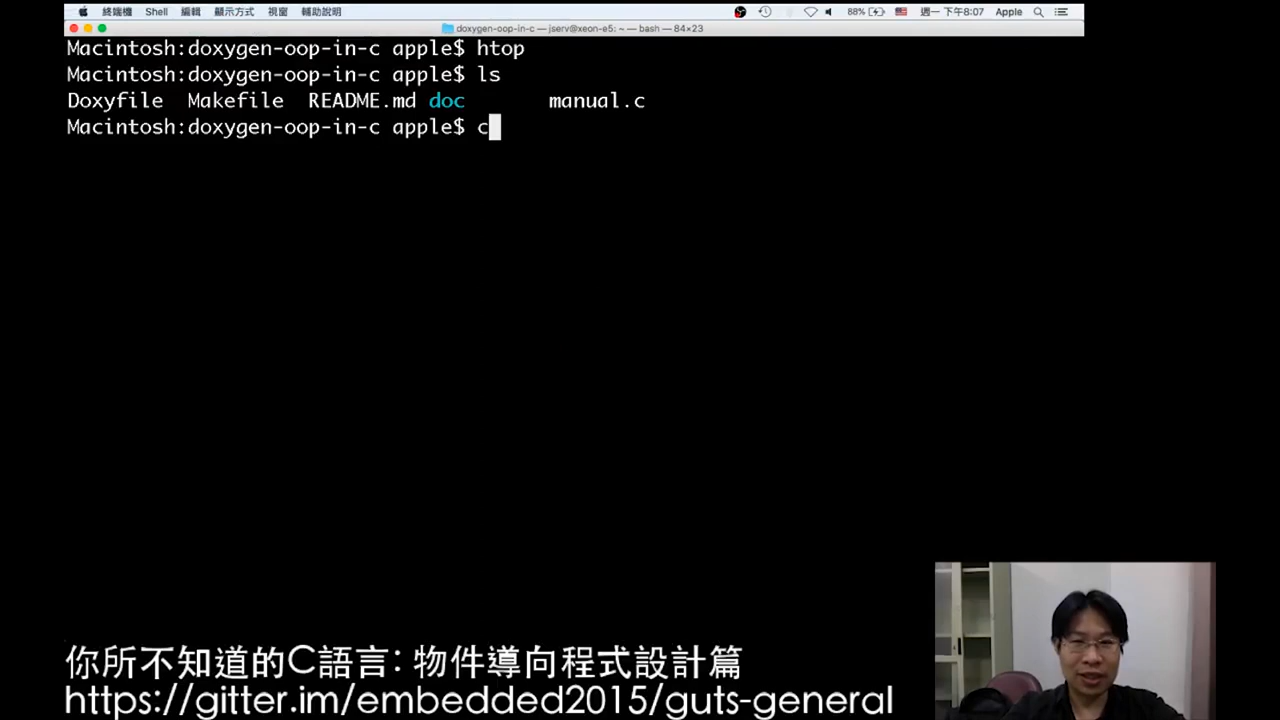 終端機 Shell 編輯 顯示方式 視窗 輔助說明 68% 週一 下午8:07 Apple
doxygen-oop-in-c — jserv@xeon-e5: ~ — bash — 84×23
Macintosh:doxygen-oop-in-c apple$ htop
Macintosh:doxygen-oop-in-c apple$ ls
Doxyfile Makefile README.md doc manual.c
Macintosh:doxygen-oop-in-c apple$ c
你所不知道的C語言: 物件導向程式設計篇
https://gitter.im/embedded2015/guts-general